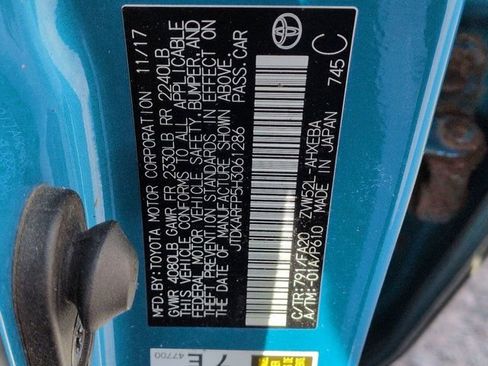 MFD. BY: TOYOTA MOTOR CORPORATION 11/17
GVWR 4080LB GAWR FR 2330LB RR 2240LB
THIS VEHICLE CONFORMS TO ALL APPLICABLE
FEDERAL MOTOR VEHICLE SAFETY, BUMPER, AND
THEFT PREVENTION STANDARDS IN EFFECT ON
THE DATE OF MANUFACTURE SHOWN ABOVE.
JTDKARFP5H3061286 PASS.CAR
TOYOTA
745 C
C/TR:791/FA20 ZVW52L-AHXEBA
A/TM:-01A/P610 MADE IN JAPAN
47700